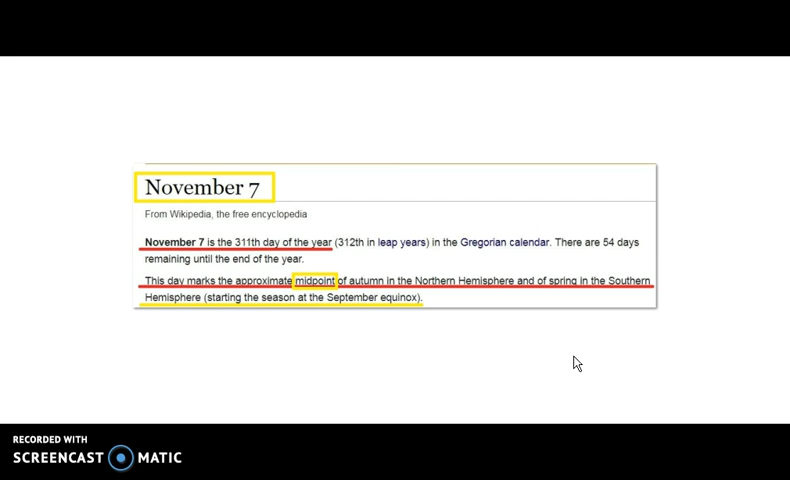 November 7
From Wikipedia, the free encyclopedia
November 7 is the 311th day of the year (312th in leap years) in the Gregorian calendar. There are 54 days
remaining until the end of the year.
This day marks the approximate midpoint of autumn in the Northern Hemisphere and of spring in the Southern
Hemisphere (starting the season at the September equinox).
RECORDED WITH
SCREENCAST MATIC